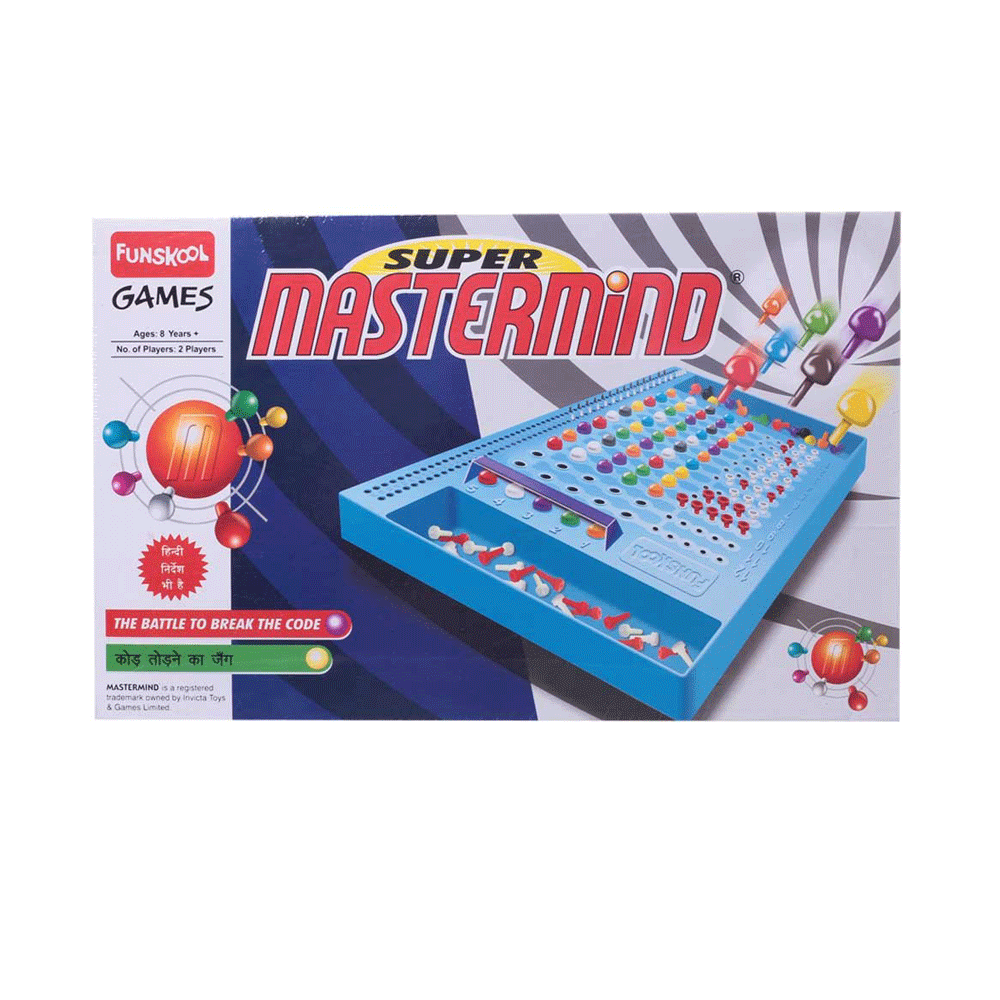 FUNSKOOL
GAMES
Ages: 8 Years +
No. of Players: 2 Players
SUPER
MASTERMiND®
M
हिन्दी
निर्देश
भी है
THE BATTLE TO BREAK THE CODE
कोड़ तोड़ने का जँग
MASTERMIND is a registered
trademark owned by Invicta Toys
& Games Limited.
FUNSKOOL
M